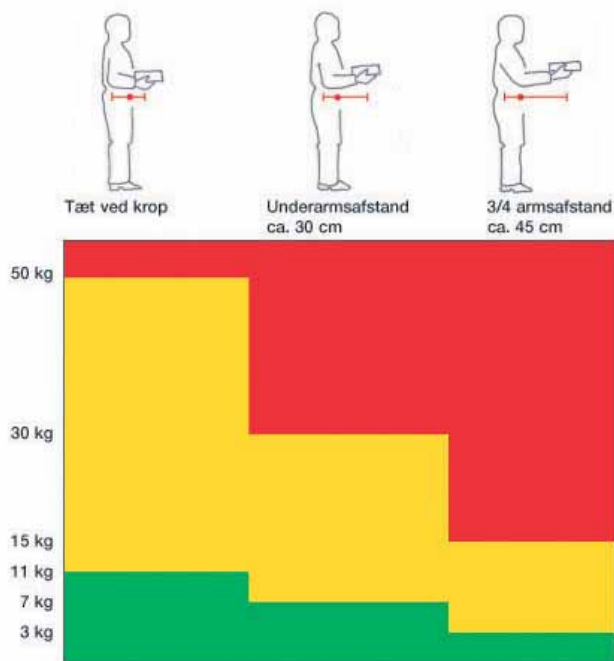 Tæt ved krop
Underarmsafstand
ca. 30 cm
3/4 armsafstand
ca. 45 cm
50 kg
30 kg
15 kg
11 kg
7 kg
3 kg